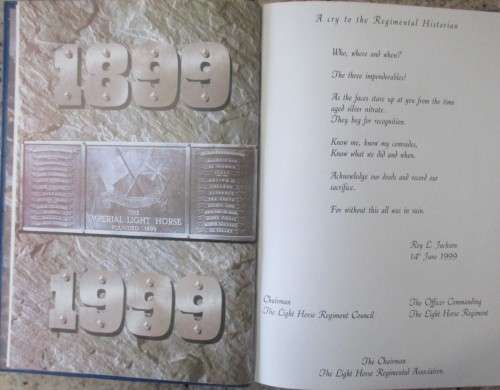 1899
THE
IMPERIAL LIGHT HORSE
FOUNDED 1899
1999
A cry to the Regimental Historian
Who, where and when?
The three imponderables!
As the faces stare up at you from the time
aged silver nitrate.
They beg for recognition.
Know me, know my comrades,
Know what we did and when.
Acknowledge our deeds and record our
sacrifice.
For without this all was in vain.
Roy L. Jackson
14th June 1999
Chairman
The Light Horse Regiment Council
The Officer Commanding
The Light Horse Regiment
The Chairman
The Light Horse Regimental Association.